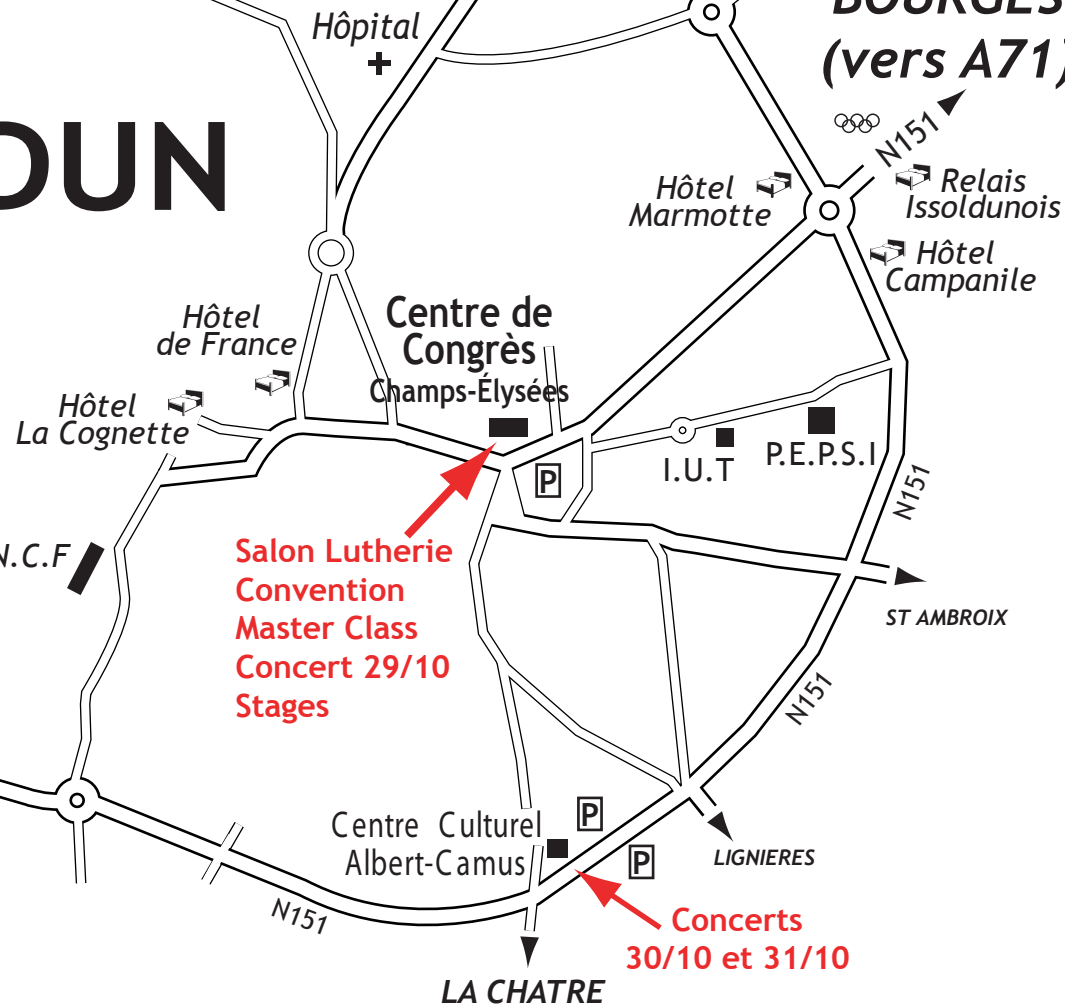 BOURGES
(vers A71)
Hôpital
N151
DUN
Hôtel
Marmotte
Relais
Issoldunois
Hôtel
Campanile
Centre de
Congrès
Champs-Élysées
Hôtel
de France
Hôtel
La Cognette
P
I.U.T
P.E.P.S.I
N151
N.C.F
Salon Lutherie
Convention
Master Class
Concert 29/10
Stages
ST AMBROIX
N151
P
Centre Culturel
Albert-Camus
P
LIGNIERES
N151
Concerts
30/10 et 31/10
LA CHATRE